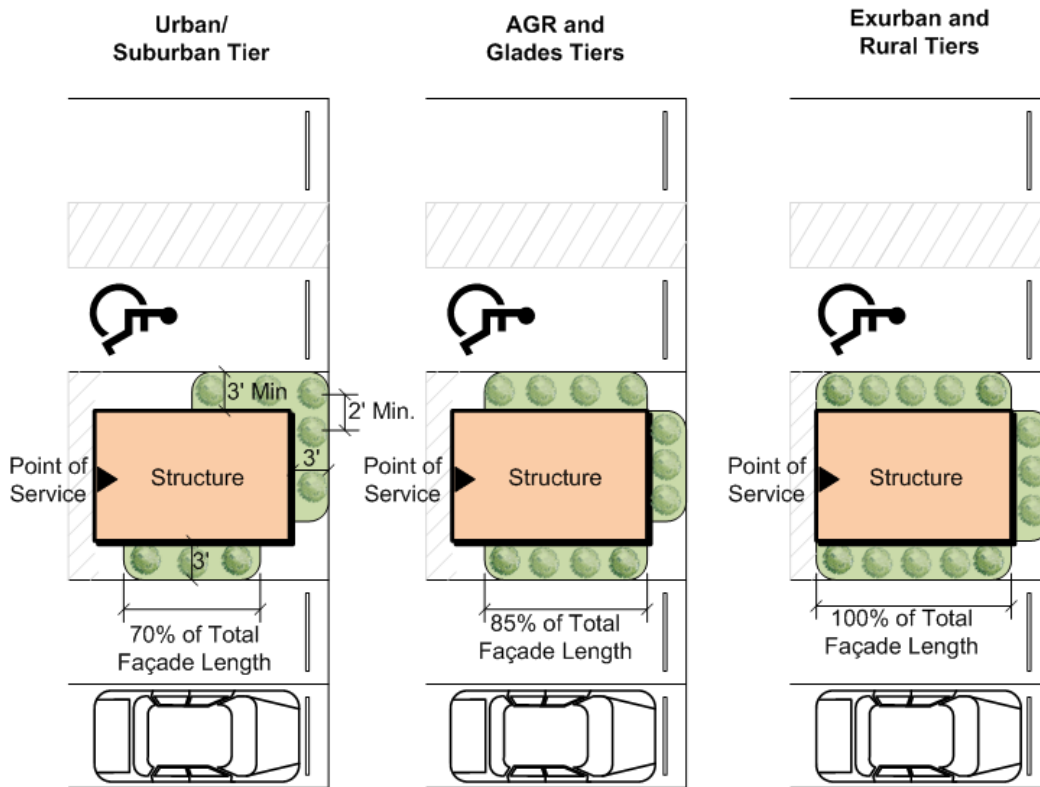 Urban/
Suburban Tier
AGR and
Glades Tiers
Exurban and
Rural Tiers
3' Min
2' Min.
Point of
Service
Structure
3'
3'
70% of Total
Façade Length
Point of
Service
Structure
85% of Total
Façade Length
Point of
Service
Structure
100% of Total
Façade Length